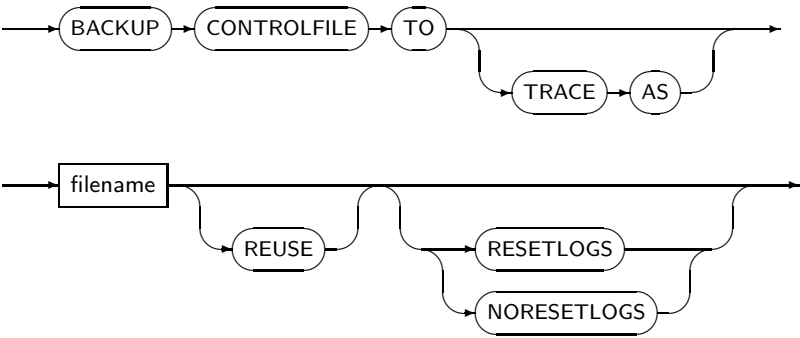 BACKUP CONTROLFILE TO
TRACE AS
filename
REUSE RESETLOGS
NORESETLOGS